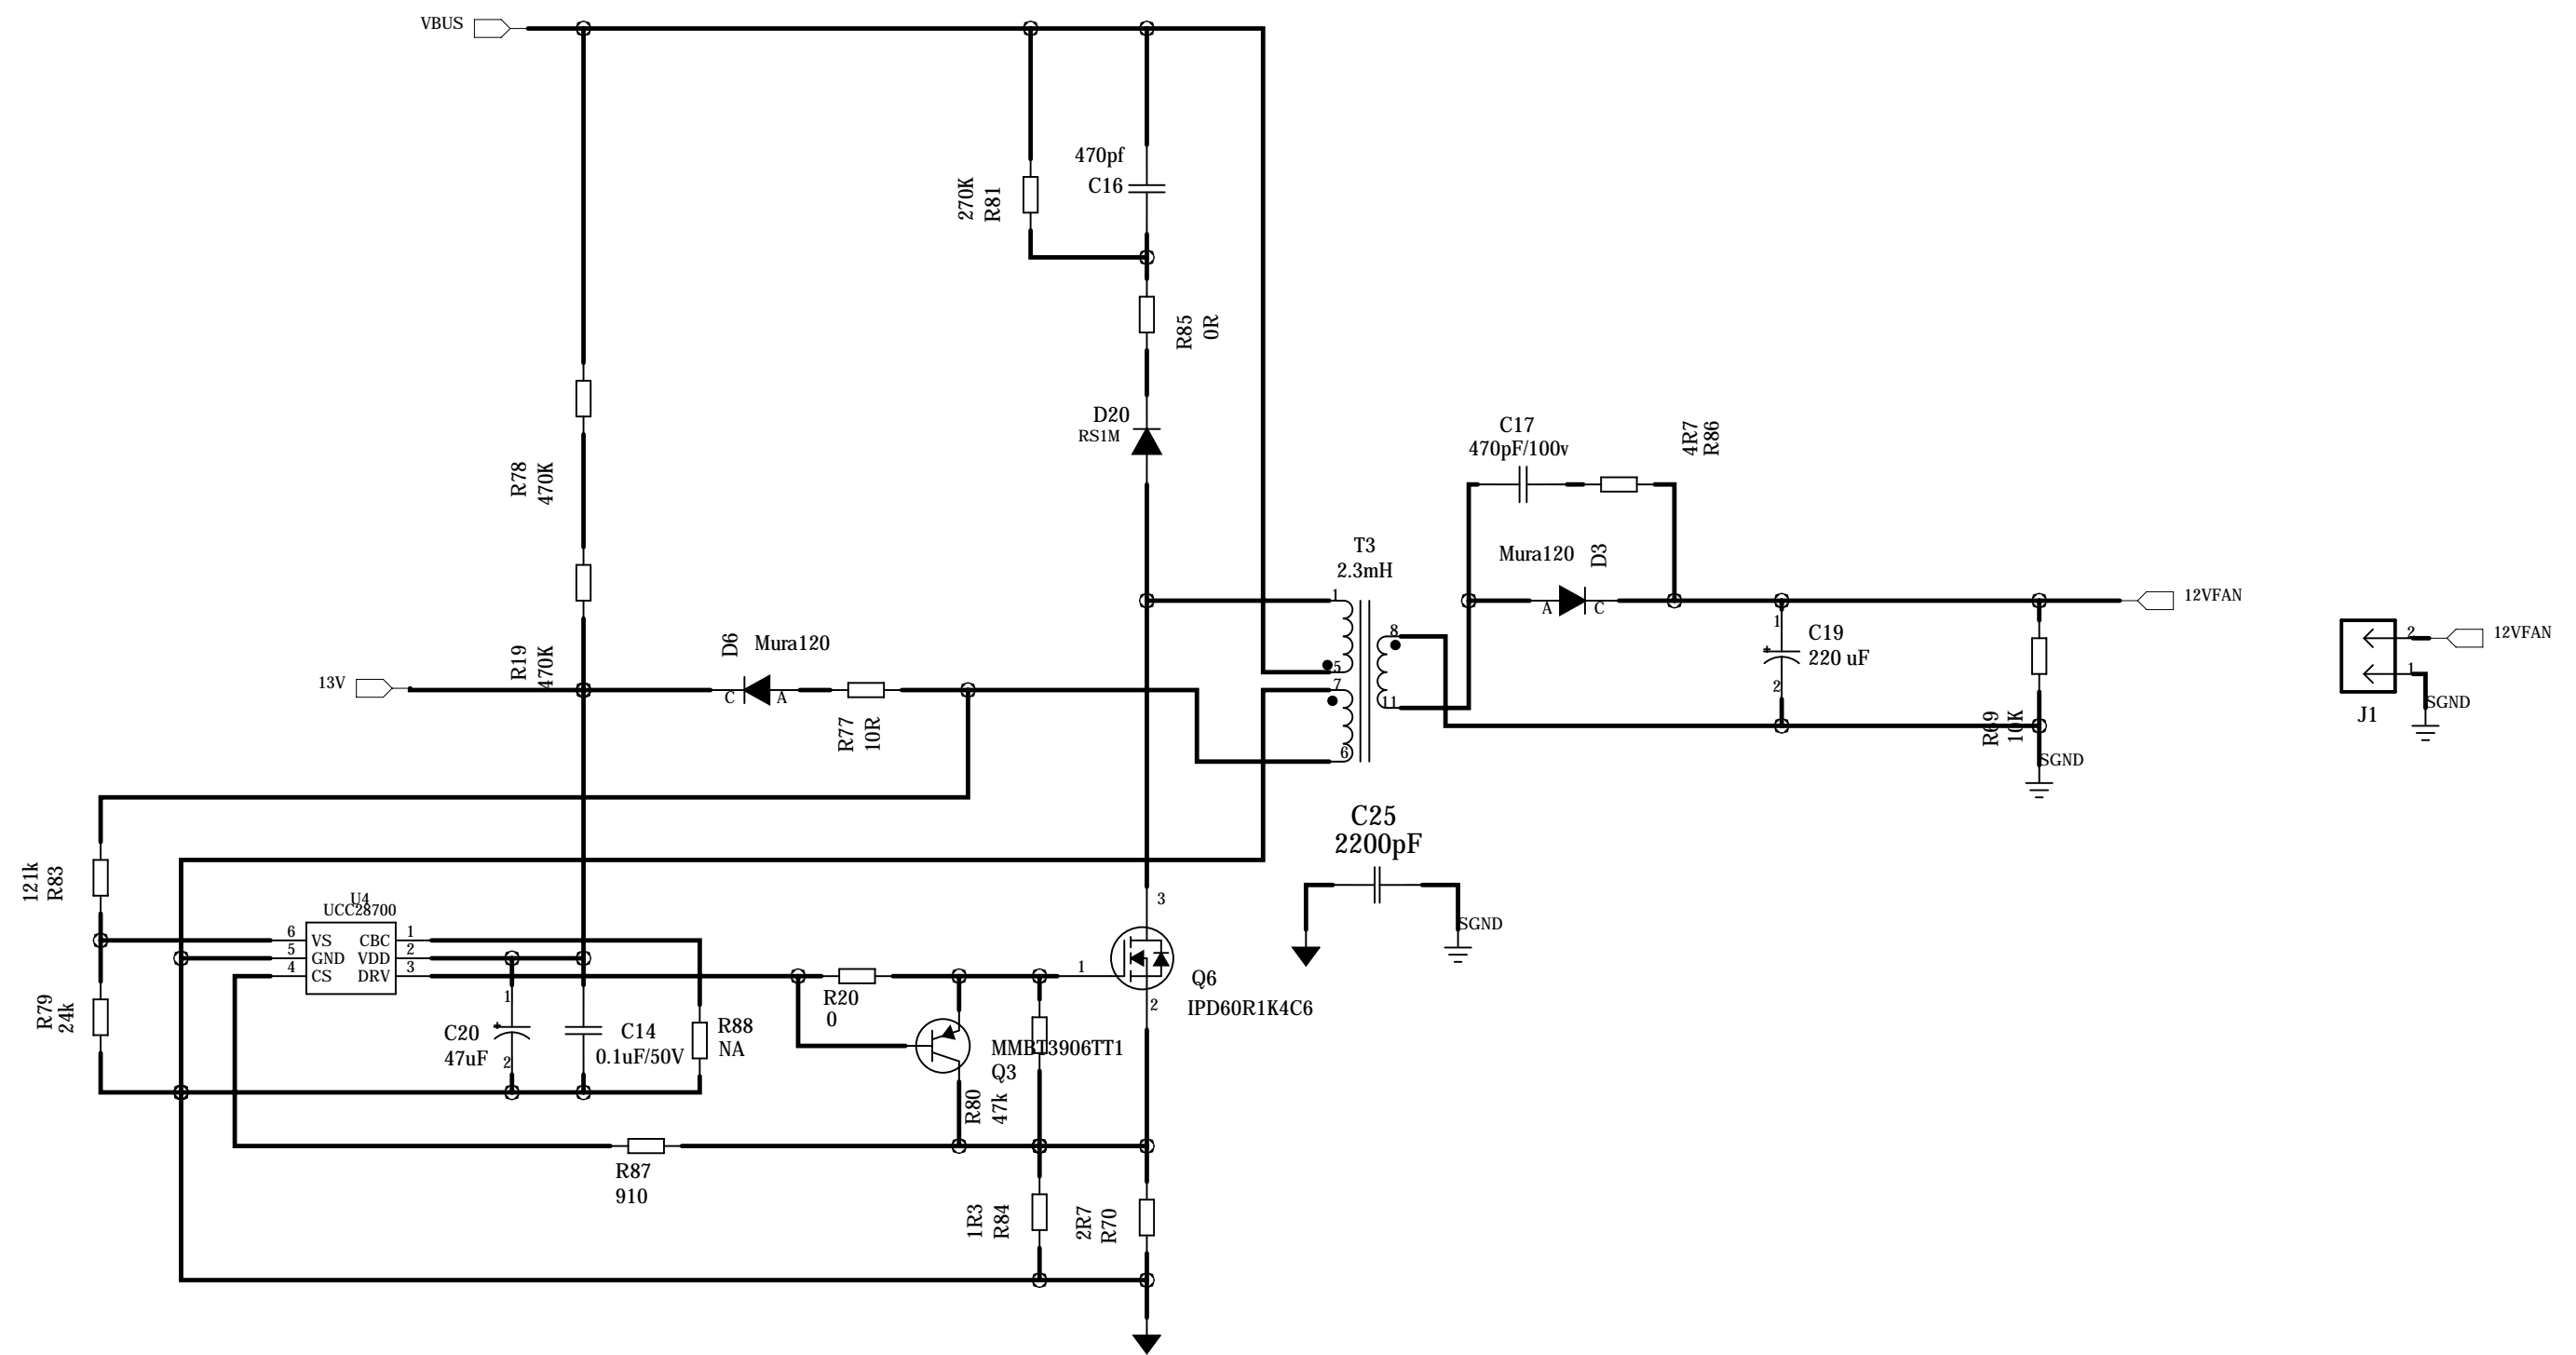 VBUS
470pf
C16
270K
R81
R85
0R
D20
RS1M
R78
470K
C17
470pF/100v
4R7
R86
Mura120
D3
A
C
T3
2.3mH
1
5
7
6
8
11
12VFAN
1
C19
220 uF
2
R69
10K
SGND
2
12VFAN
1
SGND
J1
R19
470K
D6
Mura120
13V
C
A
R77
10R
C25
2200pF
SGND
121k
R83
U4
UCC28700
6
VS
CBC
1
5
GND
VDD
2
4
CS
DRV
3
R79
24k
1
C20
47uF
2
C14
0.1uF/50V
R88
NA
R20
0
3
1
Q6
2
IPD60R1K4C6
MMBT3906TT1
Q3
R80
47k
R87
910
1R3
R84
2R7
R70